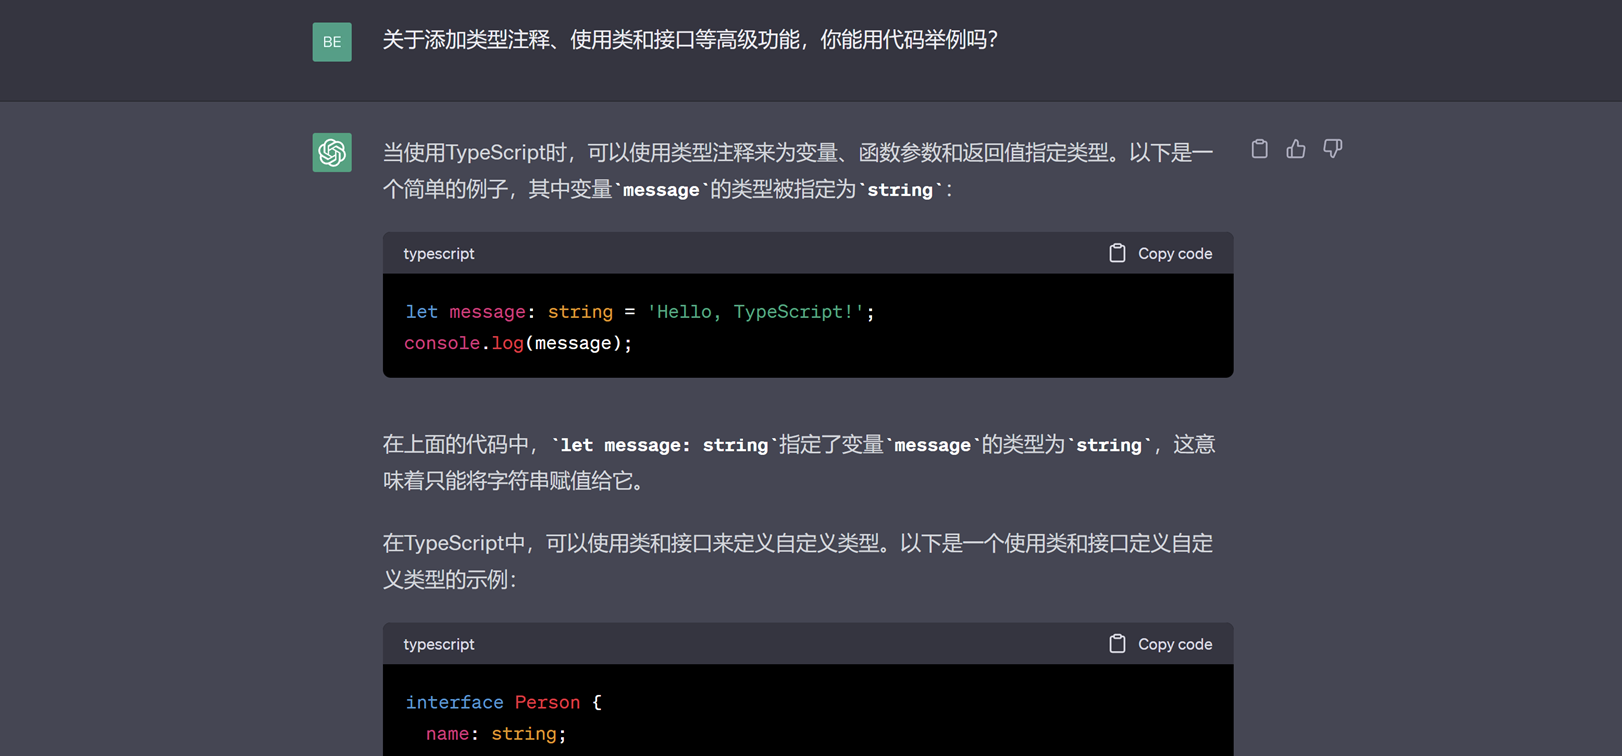 BE
关于添加类型注释、使用类和接口等高级功能，你能用代码举例吗？
当使用TypeScript时，可以使用类型注释来为变量、函数参数和返回值指定类型。以下是一
个简单的例子，其中变量`message`的类型被指定为`string`：
typescript
Copy code
let message: string = 'Hello, TypeScript!';
console.log(message);
在上面的代码中，`let message: string`指定了变量`message`的类型为`string`，这意
味着只能将字符串赋值给它。
在TypeScript中，可以使用类和接口来定义自定义类型。以下是一个使用类和接口定义自定
义类型的示例：
typescript
Copy code
interface Person {
  name: string;